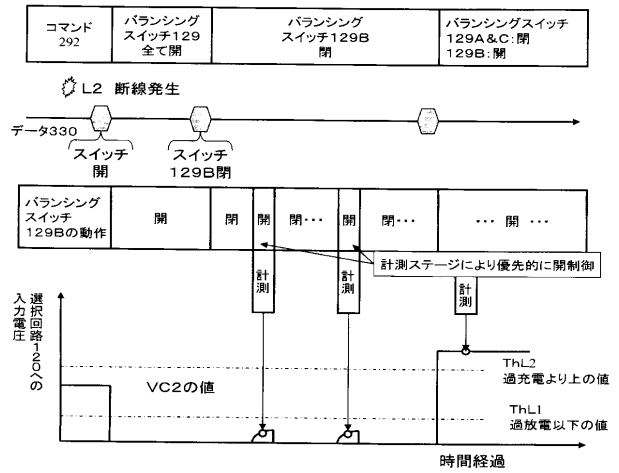 コマンド
292
バランシング
スイッチ129
全て開
バランシング
スイッチ129B
閉
バランシングスイッチ
129A&C:閉
129B:開
L2 断線発生
データ330
スイッチ
開
スイッチ
129B閉
バランシング
スイッチ
129Bの動作
開
閉
開
閉・・・
開
閉・・・
・・・ 開 ・・・
計測ステージにより優先的に開制御
計測
計測
計測
選択回路120への
入力電圧
VC2の値
ThL2
過充電より上の値
ThL1
過放電以下の値
時間経過